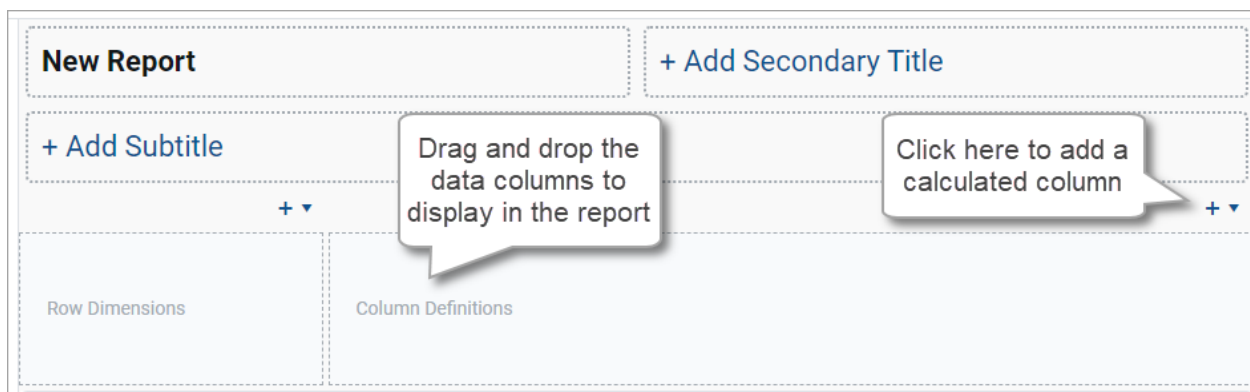 New Report
+ Add Secondary Title
+ Add Subtitle
Drag and drop the
data columns to
display in the report
Click here to add a
calculated column
+
+
Row Dimensions
Column Definitions